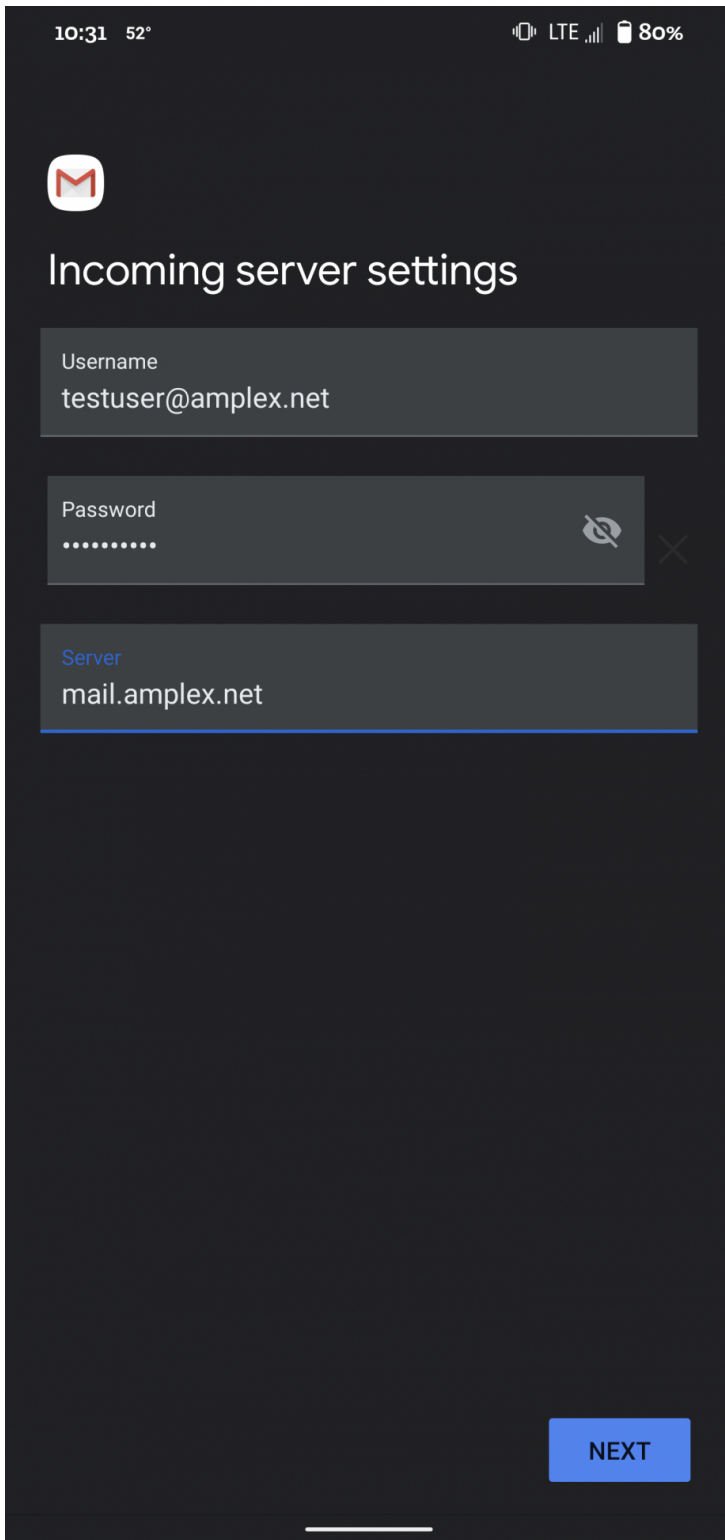 10:31 52° LTE 80%
Incoming server settings
Username
testuser@amplex.net
Password
••••••••••
Server
mail.amplex.net
NEXT